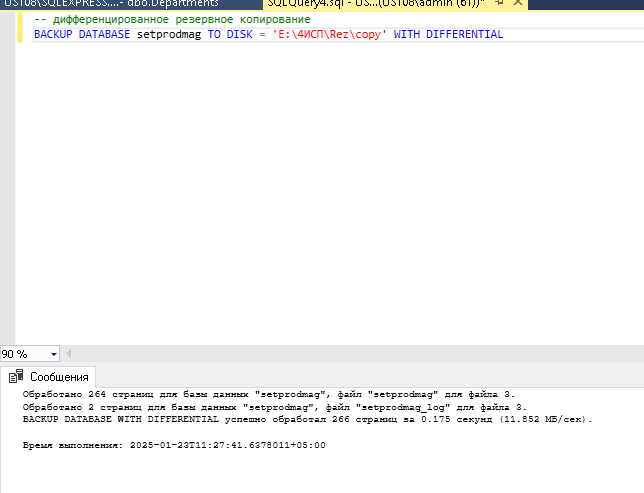 UST08\SQLEXPRESS....- dbo.Departments
SQLQuery4.sql - US...(UST08\admin (61))*
-- дифференцированное резервное копирование
BACKUP DATABASE setprodmag TO DISK = 'E:\4ИСП\Rez\copy' WITH DIFFERENTIAL
90 %
Сообщения
Обработано 264 страниц для базы данных "setprodmag", файл "setprodmag" для файла 3.
Обработано 2 страниц для базы данных "setprodmag", файл "setprodmag_log" для файла 3.
BACKUP DATABASE WITH DIFFERENTIAL успешно обработал 266 страниц за 0.175 секунд (11.852 МБ/сек).
Время выполнения: 2025-01-23T11:27:41.6378011+05:00